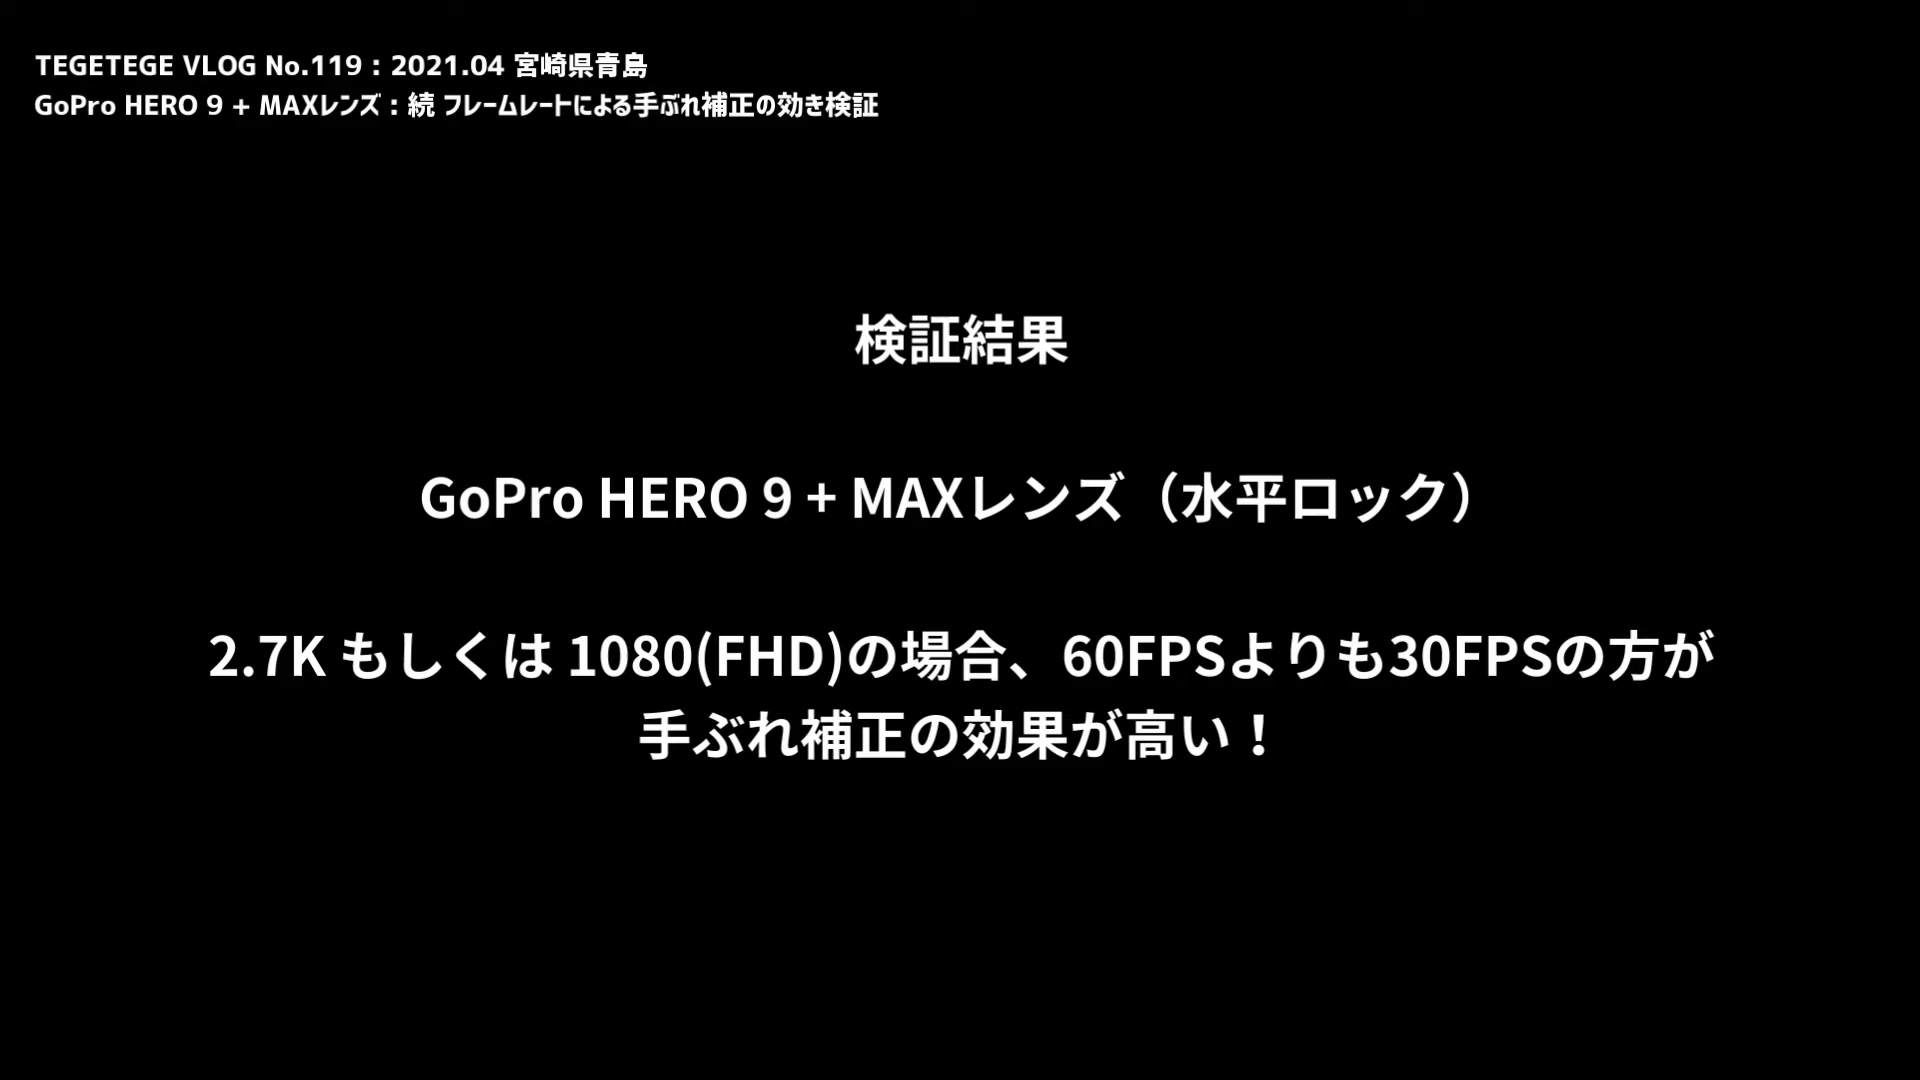 TEGETEGE VLOG No.119 : 2021.04 宮崎県青島
GoPro HERO 9 + MAXレンズ : 続 フレームレートによる手ぶれ補正の効き検証
検証結果
GoPro HERO 9 + MAXレンズ（水平ロック）
2.7K もしくは 1080(FHD)の場合、60FPSよりも30FPSの方が
手ぶれ補正の効果が高い！